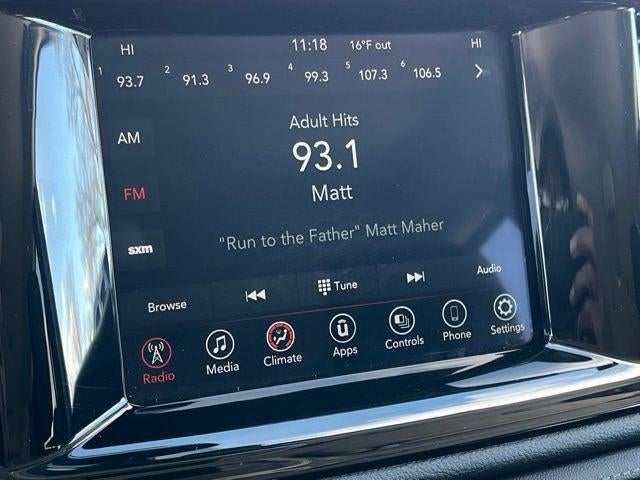 HI 11:18 16°F out HI
1 93.7 2 91.3 3 96.9 4 99.3 5 107.3 6 106.5
Adult Hits
AM
93.1
FM
Matt
"Run to the Father" Matt Maher
sxm
Browse Tune Audio
Radio Media Climate Apps Controls Phone Settings